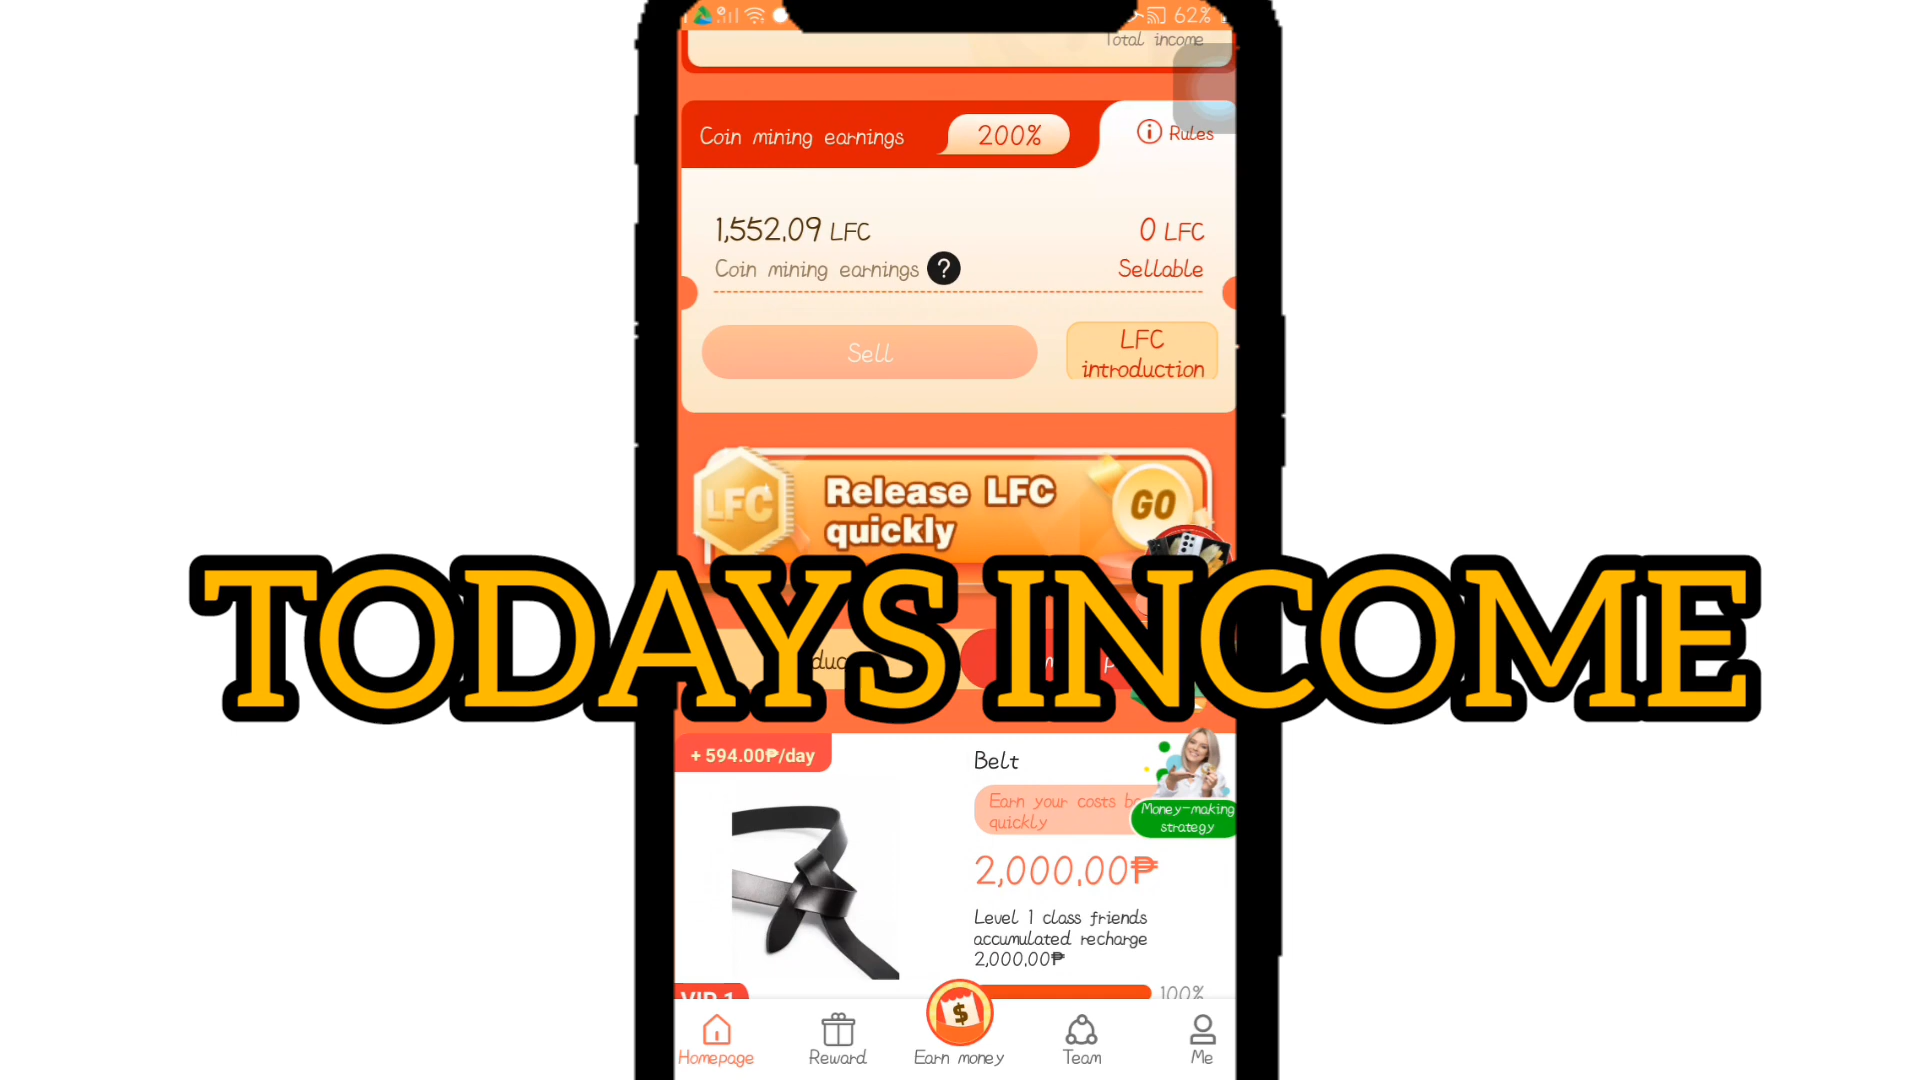 62%
Total income
Coin mining earnings 200% Rules
1,552.09 LFC 0 LFC
Coin mining earnings ? Sellable
Sell
LFC
introduction
LFC Release LFC
quickly
GO
TODAYS INCOME
+ 594.00₱/day
Belt
Earn your costs
quickly
Money-making
strategy
2,000.00₱
Level 1 class friends
accumulated recharge
2,000.00₱
VIP 1
100%
$
Homepage Reward Earn money Team Me